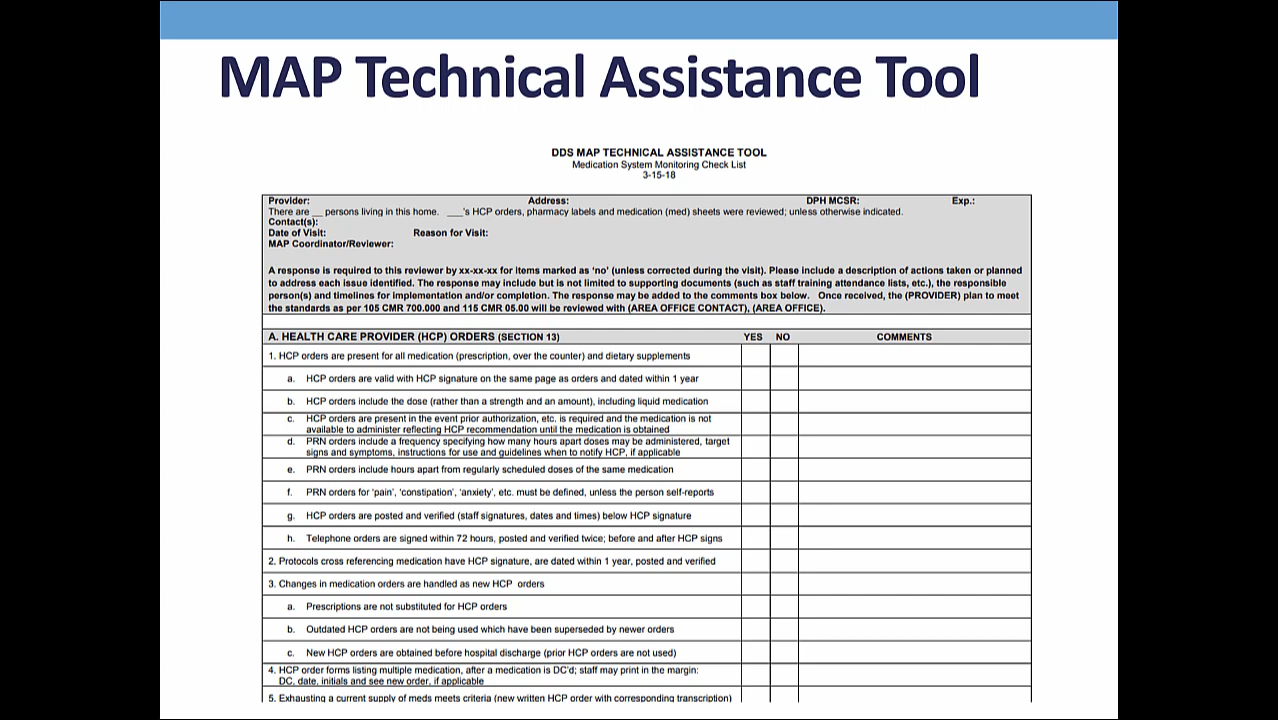 MAP Technical Assistance Tool
DDS MAP TECHNICAL ASSISTANCE TOOL
Medication System Monitoring Check List
3-15-18
Provider: Address: DPH MCSR: Exp.:
There are __ persons living in this home. ___'s HCP orders, pharmacy labels and medication (med) sheets were reviewed; unless otherwise indicated.
Contact(s):
Date of Visit: Reason for Visit:
MAP Coordinator/Reviewer:
A response is required to this reviewer by xx-xx-xx for items marked as 'no' (unless corrected during the visit). Please include a description of actions taken or planned
to address each issue identified. The response may include but is not limited to supporting documents (such as staff training attendance lists, etc.), the responsible
person(s) and timelines for implementation and/or completion. The response may be added to the comments box below. Once received, the (PROVIDER) plan to meet
the standards as per 105 CMR 700.000 and 115 CMR 05.00 will be reviewed with (AREA OFFICE CONTACT), (AREA OFFICE).
A. HEALTH CARE PROVIDER (HCP) ORDERS (SECTION 13) YES NO COMMENTS
1. HCP orders are present for all medication (prescription, over the counter) and dietary supplements
a. HCP orders are valid with HCP signature on the same page as orders and dated within 1 year
b. HCP orders include the dose (rather than a strength and an amount), including liquid medication
c. HCP orders are present in the event prior authorization, etc. is required and the medication is not
available to administer reflecting HCP recommendation until the medication is obtained
d. PRN orders include a frequency specifying how many hours apart doses may be administered, target
signs and symptoms, instructions for use and guidelines when to notify HCP, if applicable
e. PRN orders include hours apart from regularly scheduled doses of the same medication
f. PRN orders for 'pain', 'constipation', 'anxiety', etc. must be defined, unless the person self-reports
g. HCP orders are posted and verified (staff signatures, dates and times) below HCP signature
h. Telephone orders are signed within 72 hours, posted and verified twice; before and after HCP signs
2. Protocols cross referencing medication have HCP signature, are dated within 1 year, posted and verified
3. Changes in medication orders are handled as new HCP orders
a. Prescriptions are not substituted for HCP orders
b. Outdated HCP orders are not being used which have been superseded by newer orders
c. New HCP orders are obtained before hospital discharge (prior HCP orders are not used)
4. HCP order forms listing multiple medication, after a medication is DC'd; staff may print in the margin:
DC, date, initials and see new order, if applicable
5. Exhausting a current supply of meds meets criteria (new written HCP order with corresponding transcription)